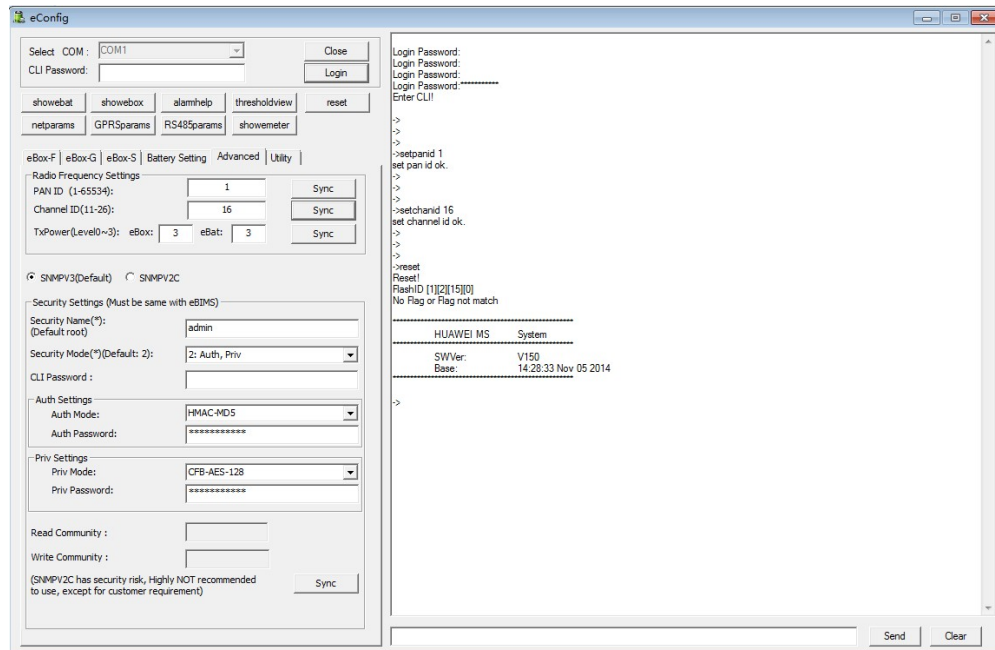 eConfig
Select COM :
COM1
Close
CLI Password:
Login
showebat
showebox
alarmhelp
thresholdview
reset
netparams
GPRSparams
RS485params
showemeter
eBox-F
eBox-G
eBox-S
Battery Setting
Advanced
Utility
Radio Frequency Settings
PAN ID (1-65534):
1
Sync
Channel ID(11-26):
16
Sync
TxPower(Level0~3): eBox: 3 eBat: 3
Sync
SNMPV3(Default)
SNMPV2C
Security Settings (Must be same with eBIMS)
Security Name(*):
(Default root)
admin
Security Mode(*)(Default: 2):
2: Auth, Priv
CLI Password :
Auth Settings
Auth Mode:
HMAC-MD5
Auth Password:
***********
Priv Settings
Priv Mode:
CFB-AES-128
Priv Password:
***********
Read Community :
Write Community :
(SNMPV2C has security risk, Highly NOT recommended
to use, except for customer requirement)
Sync
Login Password:
Login Password:
Login Password:
Login Password:***********
Enter CLI!
->
->
->
->setpanid 1
set pan id ok.
->
->
->
->setchanid 16
set channel id ok.
->
->
->
->reset
Reset!
FlashID [1][2][15][0]
No Flag or Flag not match
HUAWEI MS System
SWVer: V150
Base: 14:28:33 Nov 05 2014
->
Send
Clear